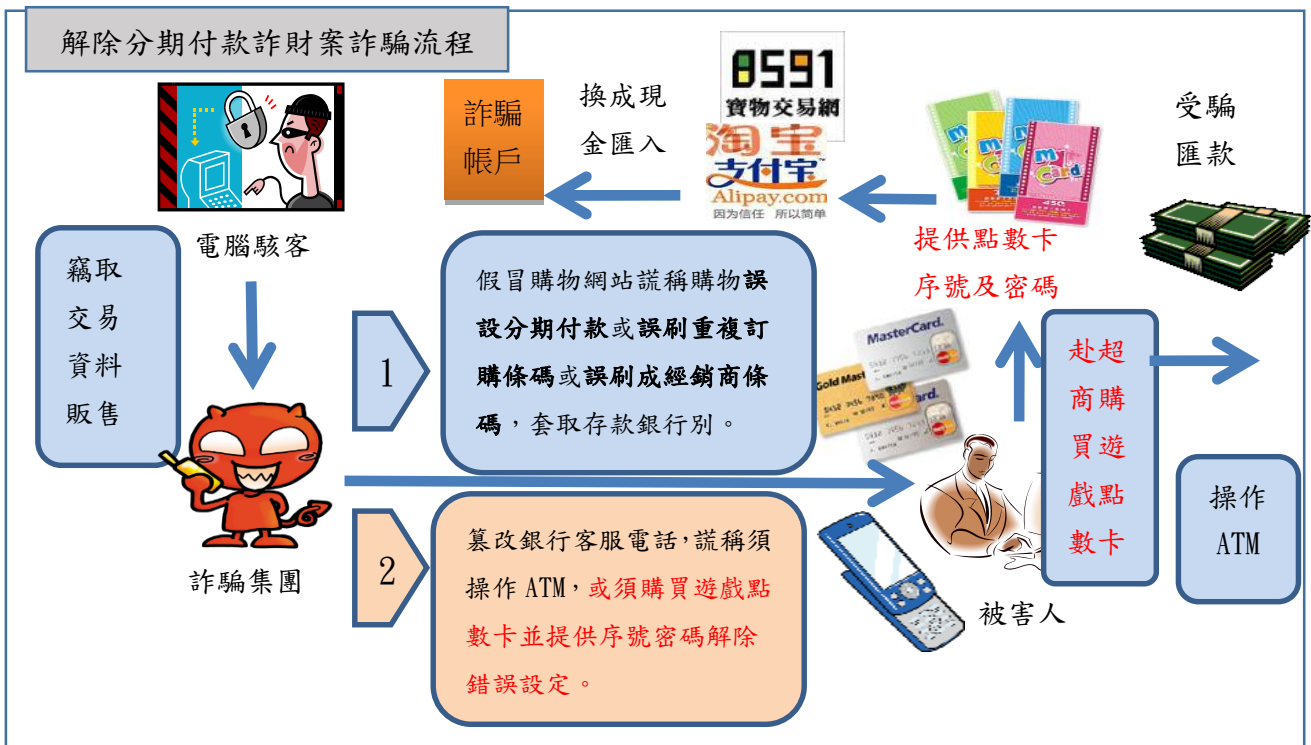 解除分期付款詐財案詐騙流程
詐騙
帳戶
換成現
金匯入
8591
寶物交易網
淘宝
支付宝™
Alipay.com
因为信任 所以简单
My
Card
450
受騙
匯款
電腦駭客
提供點數卡
序號及密碼
竊取
交易
資料
販售
1
假冒購物網站謊稱購物誤
設分期付款或誤刷重複訂
購條碼或誤刷成經銷商條
碼，套取存款銀行別。
MasterCard.
Gold Mast
赴超
商購
買遊
戲點
數卡
操作
ATM
詐騙集團
2
篡改銀行客服電話，謊稱須
操作 ATM，或須購買遊戲點
數卡並提供序號密碼解除
錯誤設定。
被害人